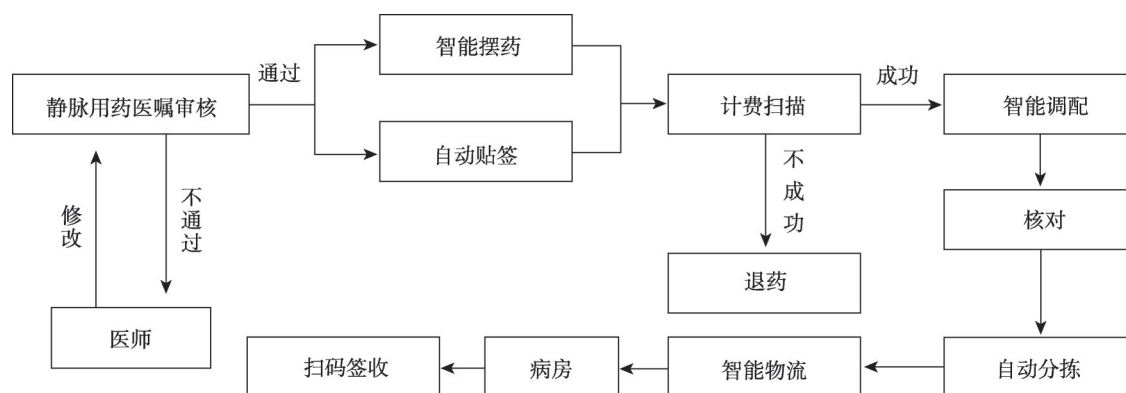 静脉用药医嘱审核
通过
智能摆药
自动贴签
计费扫描
成功
智能调配
不通过
修改
医师
不成功
退药
核对
自动分拣
智能物流
病房
扫码签收